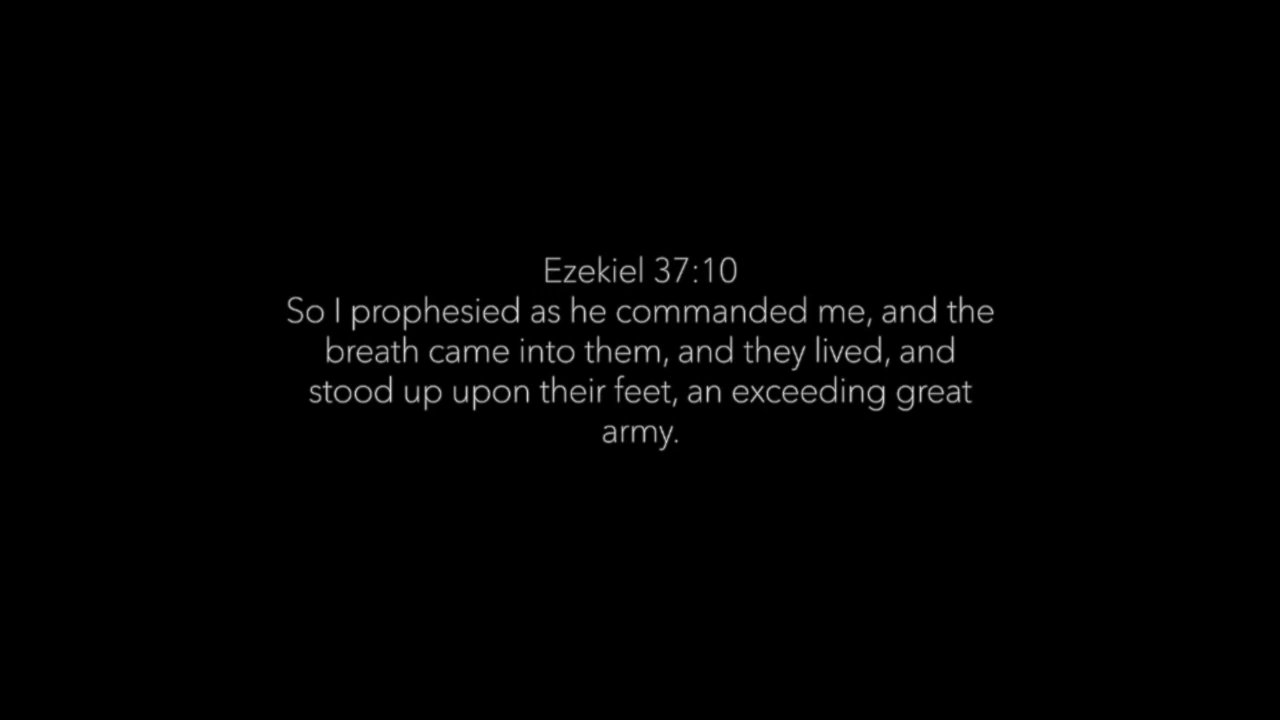 Ezekiel 37:10
So I prophesied as he commanded me, and the
breath came into them, and they lived, and
stood up upon their feet, an exceeding great
army.